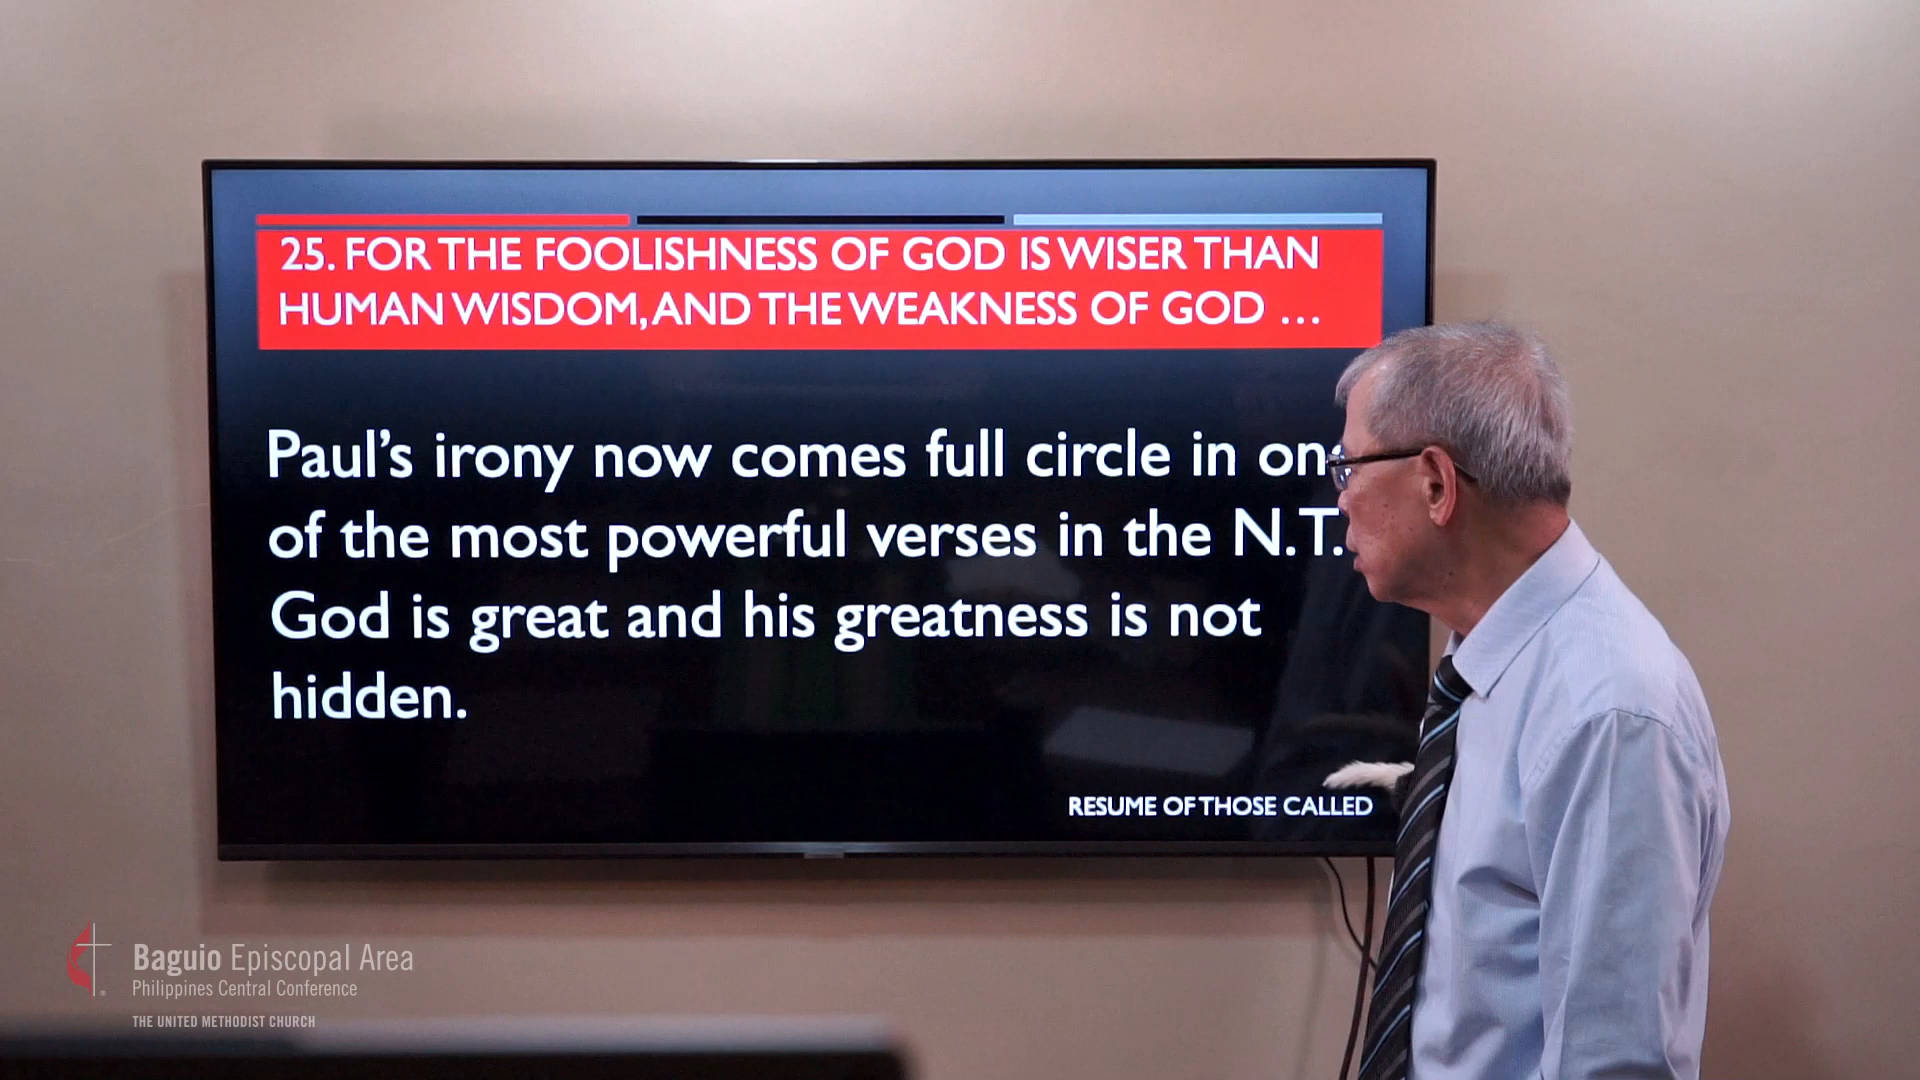 25. FOR THE FOOLISHNESS OF GOD IS WISER THAN
HUMAN WISDOM, AND THE WEAKNESS OF GOD …
Paul's irony now comes full circle in one
of the most powerful verses in the N.T.
God is great and his greatness is not
hidden.
RESUME OF THOSE CALLED
Baguio Episcopal Area
Philippines Central Conference
THE UNITED METHODIST CHURCH